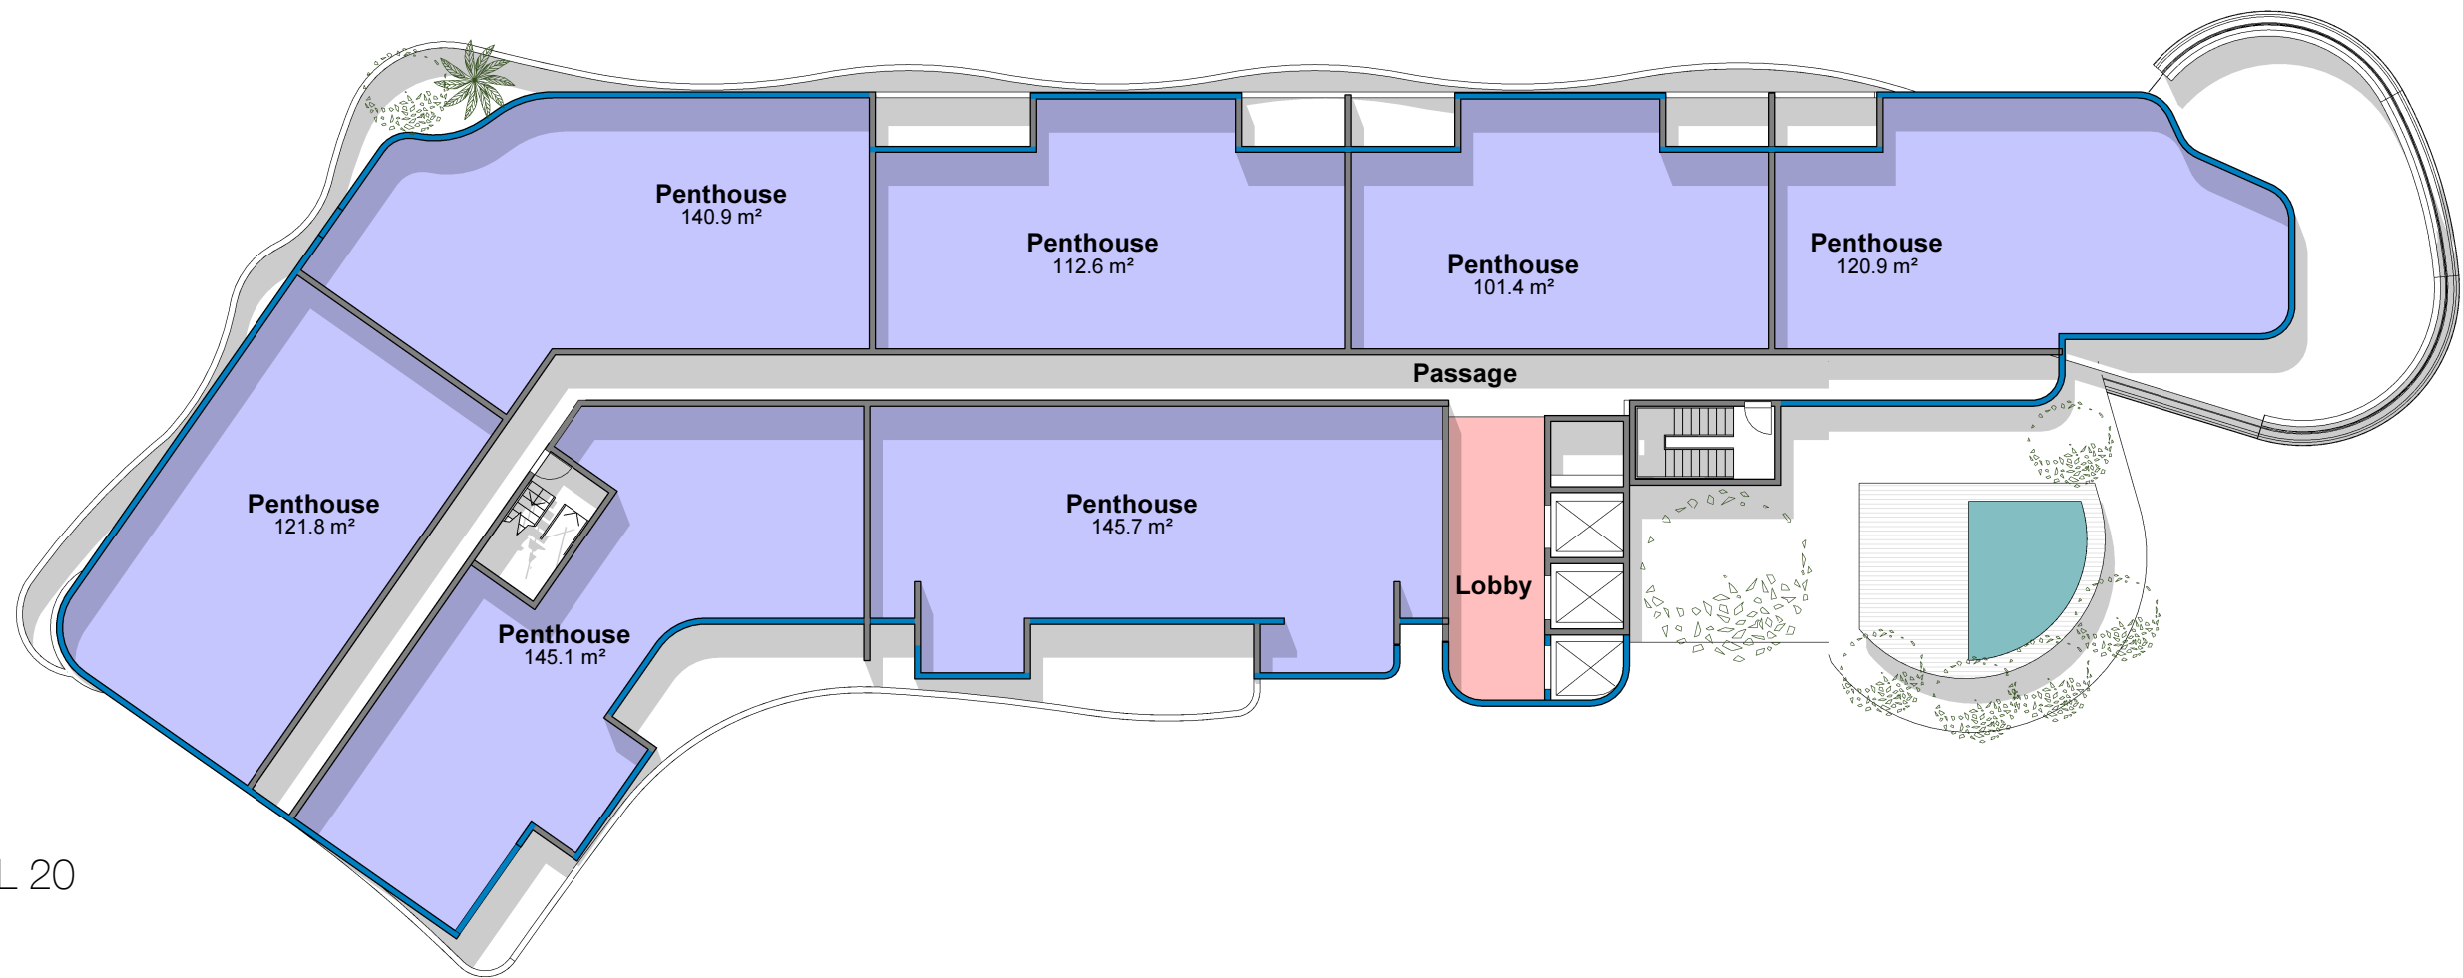 Penthouse
140.9 m²
Penthouse
112.6 m²
Penthouse
101.4 m²
Penthouse
120.9 m²
Passage
Penthouse
121.8 m²
Penthouse
145.7 m²
Lobby
Penthouse
145.1 m²
L 20